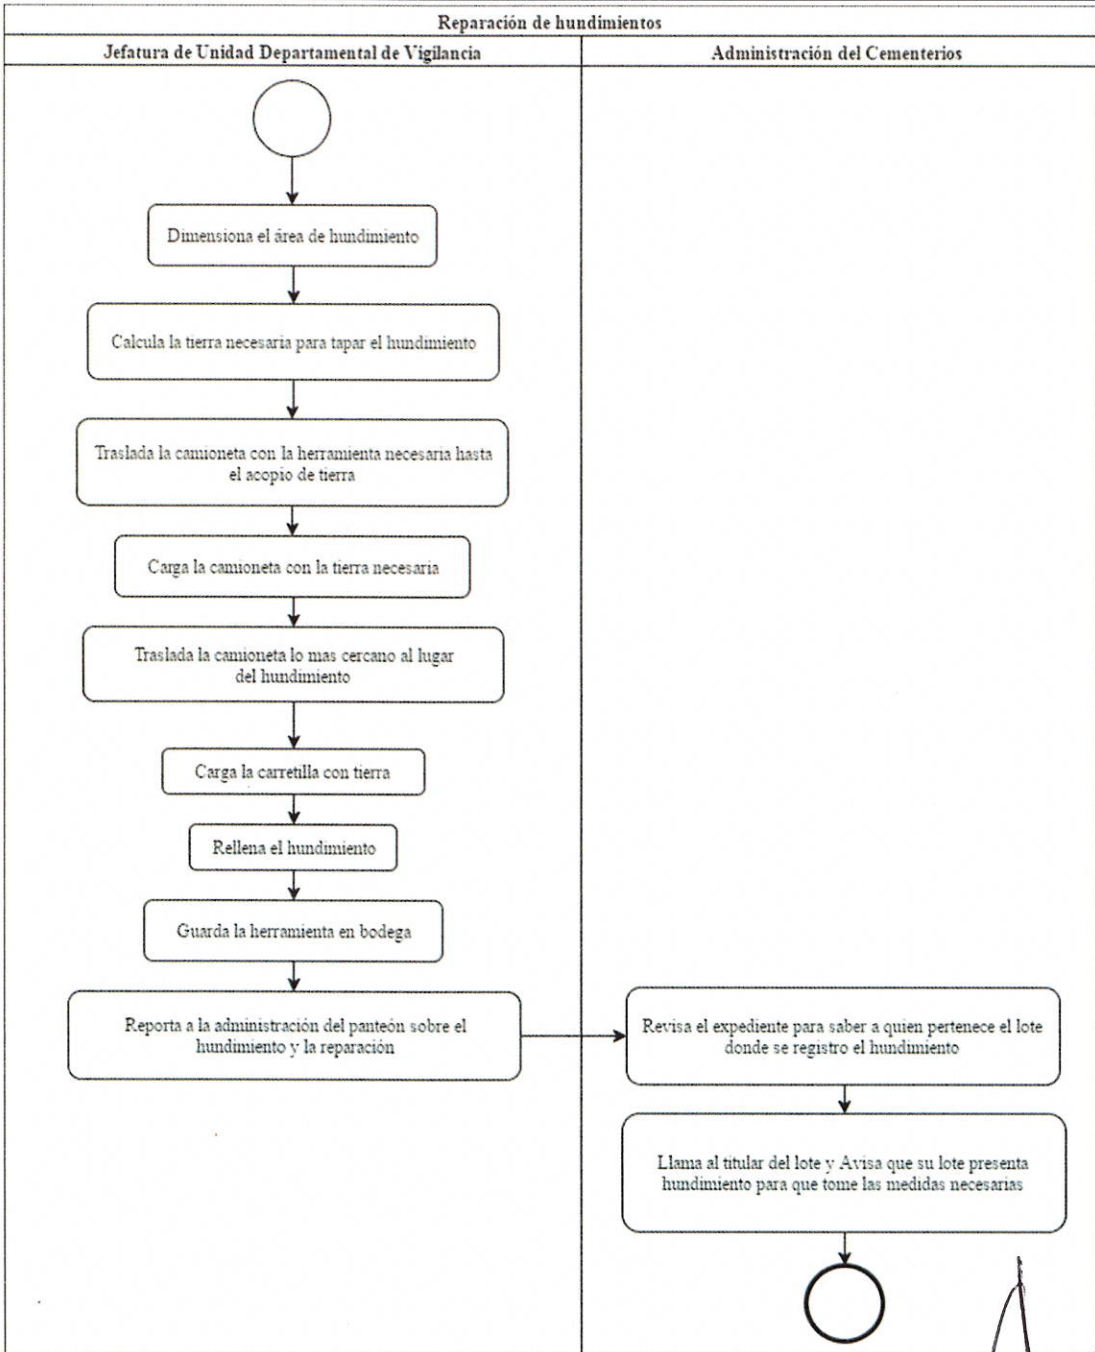 Reparación de hundimientos
Jefatura de Unidad Departamental de Vigilancia
Administración del Cementerios
Dimensiona el área de hundimiento
Calcula la tierra necesaria para tapar el hundimiento
Traslada la camioneta con la herramienta necesaria hasta
el acopio de tierra
Carga la camioneta con la tierra necesaria
Traslada la camioneta lo mas cercano al lugar
del hundimiento
Carga la carretilla con tierra
Rellena el hundimiento
Guarda la herramienta en bodega
Reporta a la administración del panteón sobre el
hundimiento y la reparación
Revisa el expediente para saber a quien pertenece el lote
donde se registro el hundimiento
Llama al titular del lote y Avisa que su lote presenta
hundimiento para que tome las medidas necesarias